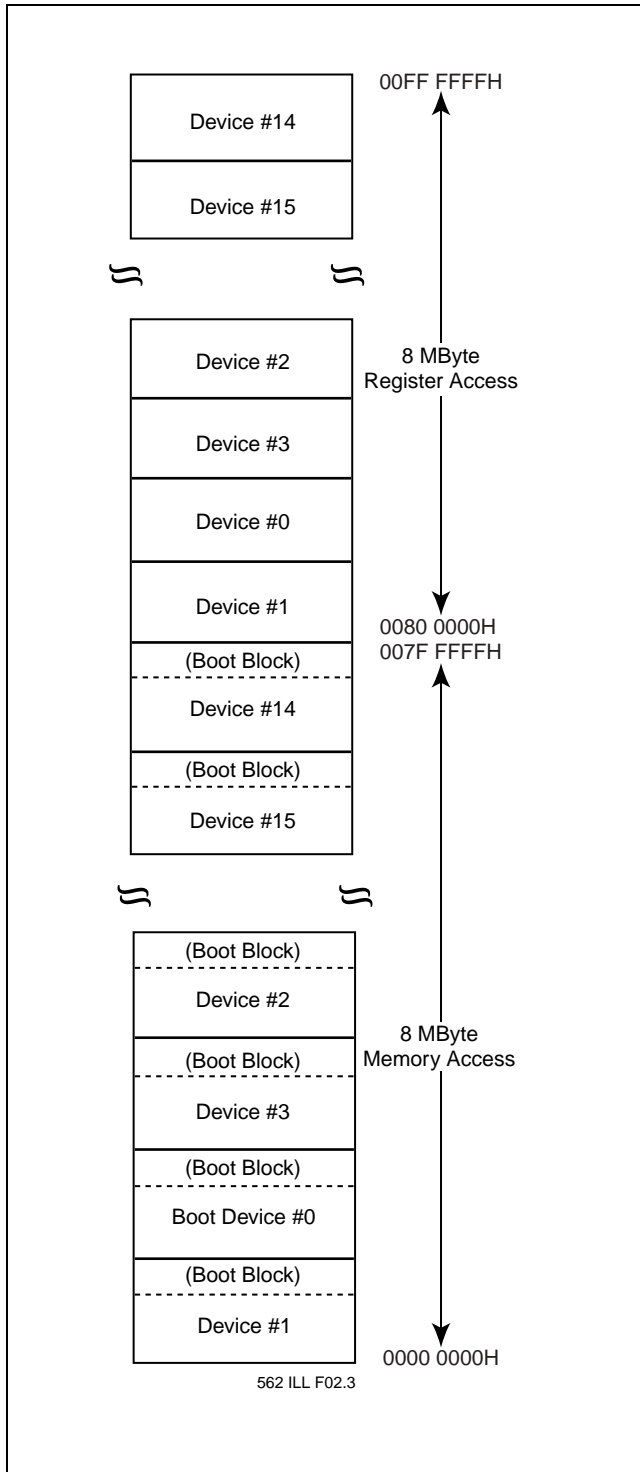 00FF FFFFH
Device #14
Device #15
Device #2
8 MByte
Register Access
Device #3
Device #0
Device #1
0080 0000H
007F FFFFH
(Boot Block)
Device #14
(Boot Block)
Device #15
(Boot Block)
Device #2
8 MByte
Memory Access
(Boot Block)
Device #3
(Boot Block)
Boot Device #0
(Boot Block)
Device #1
0000 0000H
562 ILL F02.3